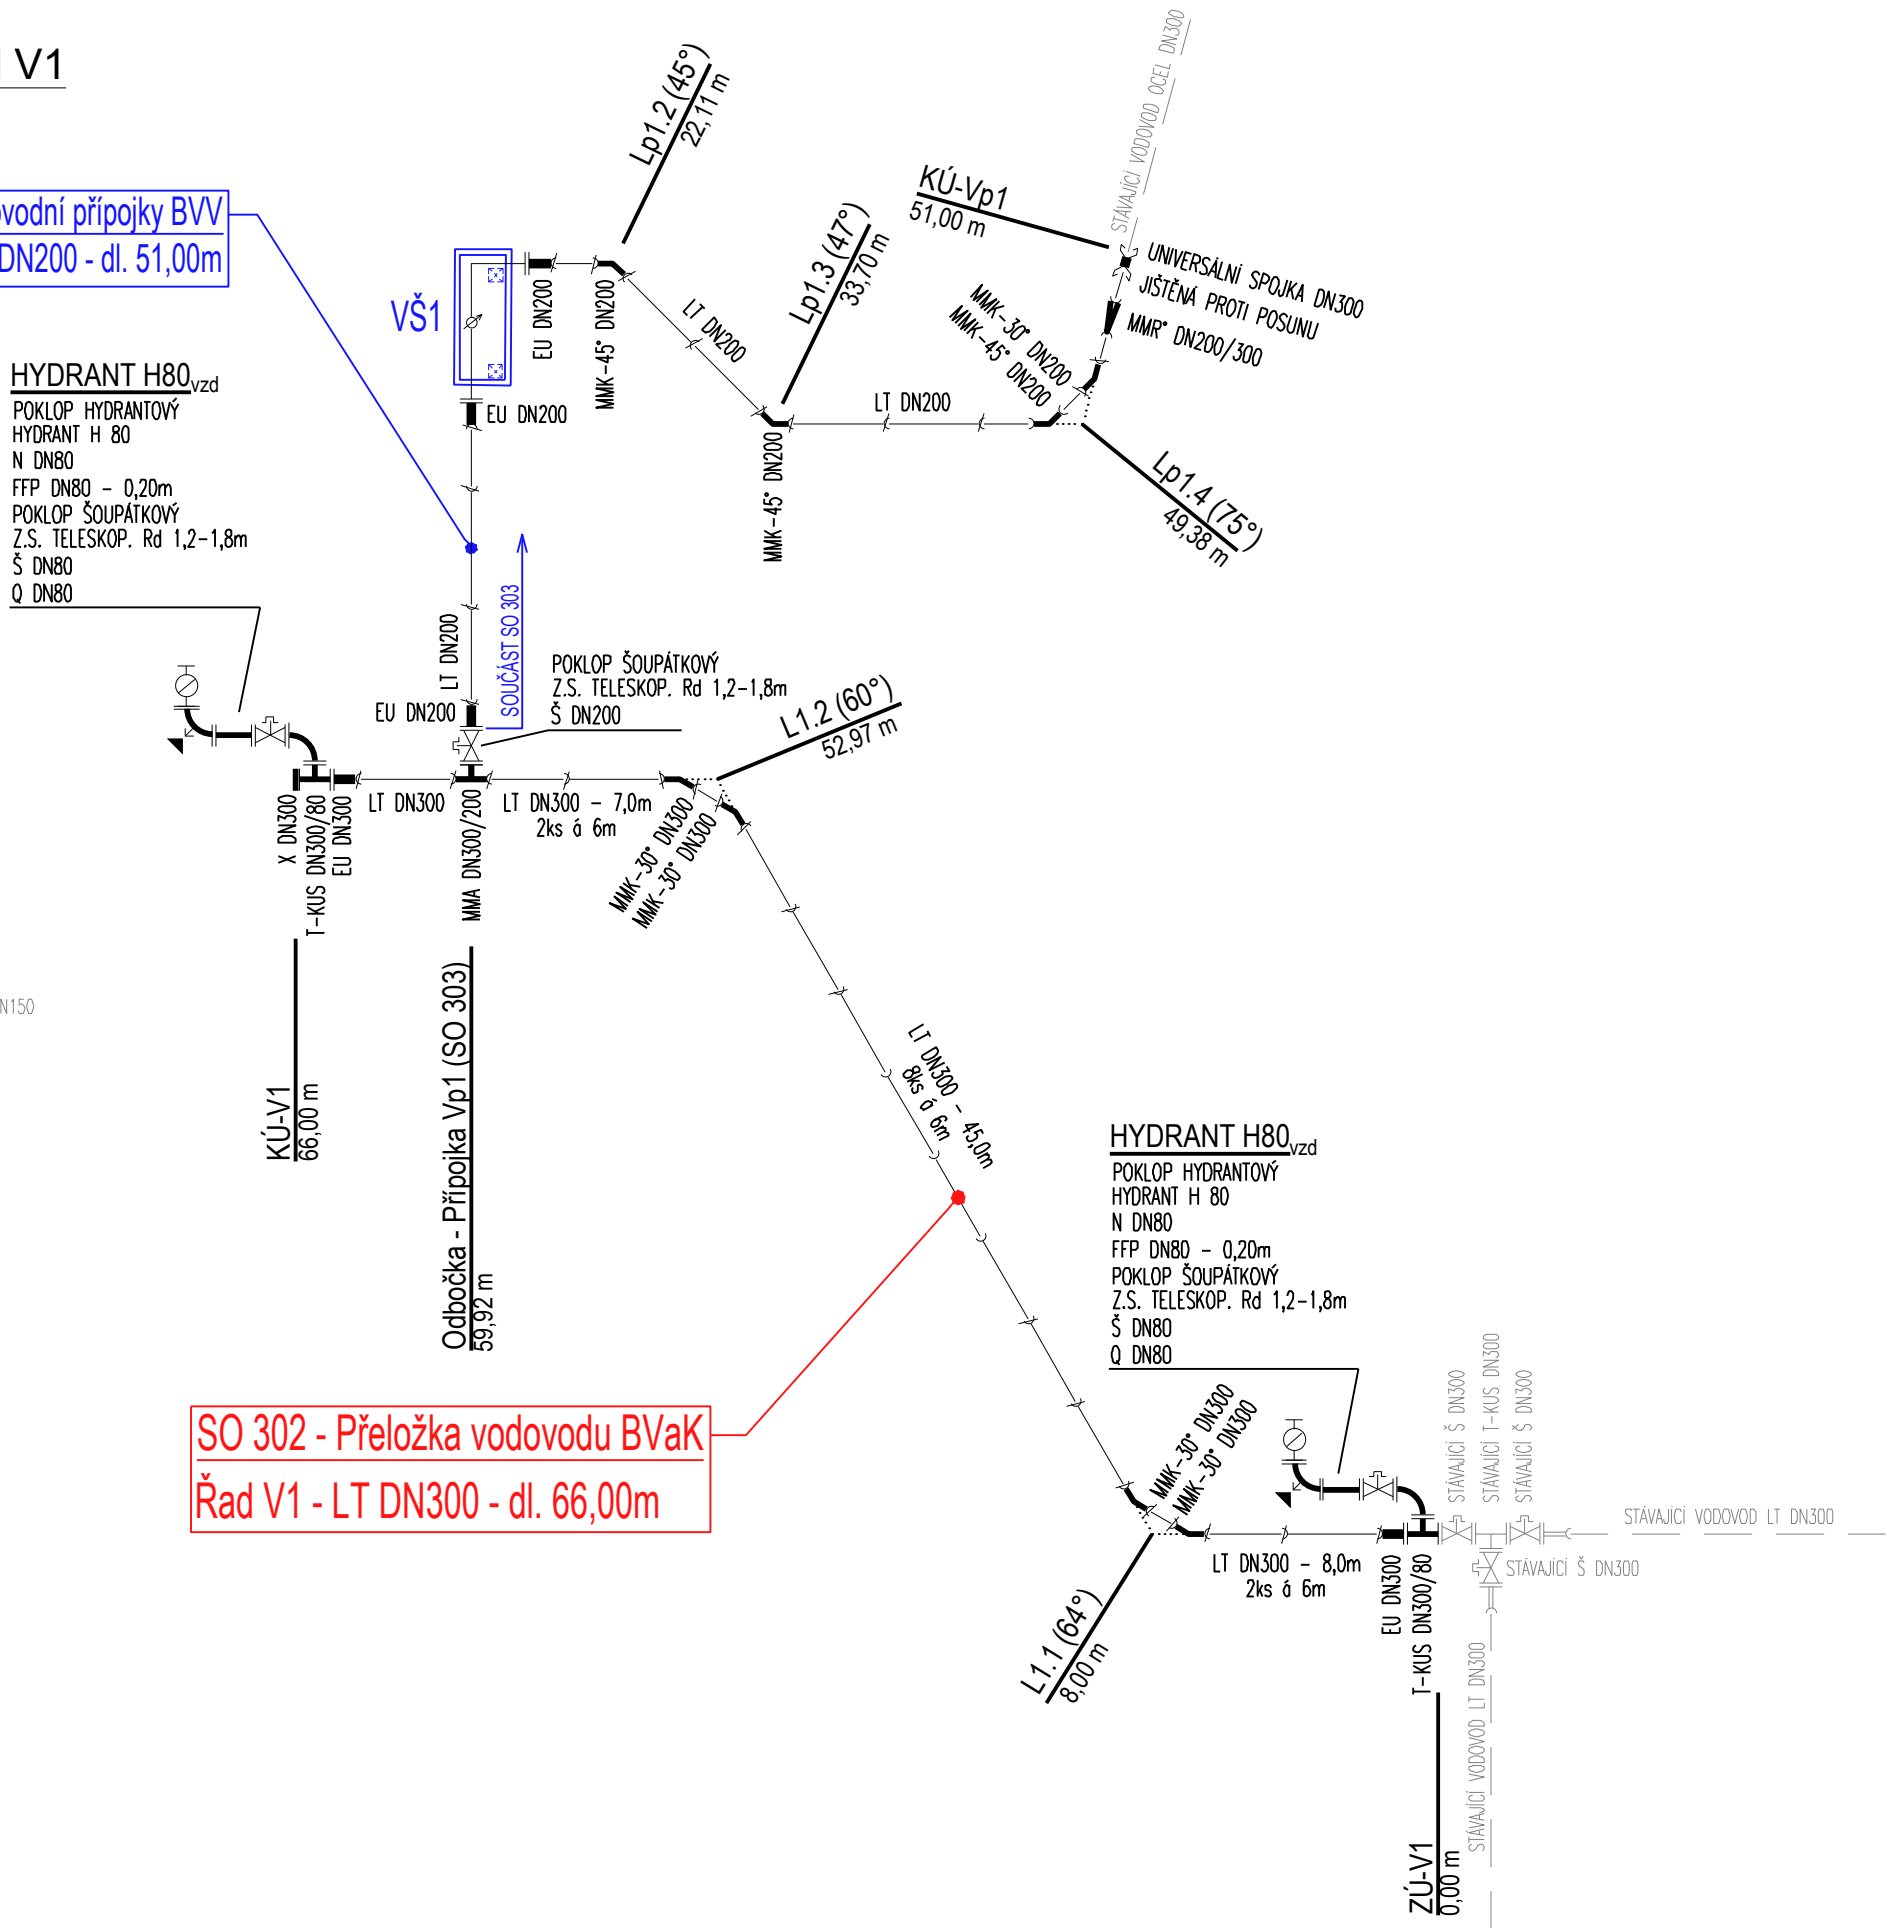 V1
vodní přípojky BVV
DN200 - dl. 51,00m
VŠ1
HYDRANT H80vzd
POKLOP HYDRANTOVÝ
HYDRANT H 80
N DN80
FFP DN80 - 0,20m
POKLOP ŠOUPÁTKOVÝ
Z.S. TELESKOP. Rd 1,2-1,8m
Š DN80
Q DN80
Lp1.2 (45°)
22,11 m
Lp1.3 (47°)
33,70 m
KÚ-Vp1
51,00 m
STÁVAJÍCÍ VODOVOD OCEL DN300
UNIVERSÁLNÍ SPOJKA DN300
JIŠTĚNÁ PROTI POSUNU
MMR° DN200/300
MMK-30° DN200
MMK-45° DN200
EU DN200
MMK-45° DN200
LT DN200
EU DN200
LT DN200
MMK-45° DN200
Lp1.4 (75°)
49,38 m
LT DN200
SOUČÁST SO 303
EU DN200
POKLOP ŠOUPÁTKOVÝ
Z.S. TELESKOP. Rd 1,2-1,8m
Š DN200
L1.2 (60°)
52,97 m
X DN300
T-KUS DN300/80
EU DN300
LT DN300
MMA DN300/200
LT DN300 - 7,0m
2ks á 6m
MMK-30° DN300
MMK-30° DN300
KÚ-V1
66,00 m
Odbočka - Přípojka Vp1 (SO 303)
59,92 m
N150
LT DN300 - 45,0m
8ks á 6m
HYDRANT H80vzd
POKLOP HYDRANTOVÝ
HYDRANT H 80
N DN80
FFP DN80 - 0,20m
POKLOP ŠOUPÁTKOVÝ
Z.S. TELESKOP. Rd 1,2-1,8m
Š DN80
Q DN80
SO 302 - Přeložka vodovodu BVaK
Řad V1 - LT DN300 - dl. 66,00m
MMK-30° DN300
MMK-30° DN300
STÁVAJÍCÍ Š DN300
STÁVAJÍCÍ T-KUS DN300
STÁVAJÍCÍ Š DN300
STÁVAJÍCÍ VODOVOD LT DN300
STÁVAJÍCÍ Š DN300
LT DN300 - 8,0m
2ks á 6m
EU DN300
T-KUS DN300/80
L1.1 (64°)
8,00 m
STÁVAJÍCÍ VODOVOD LT DN300
ZÚ-V1
0,00 m